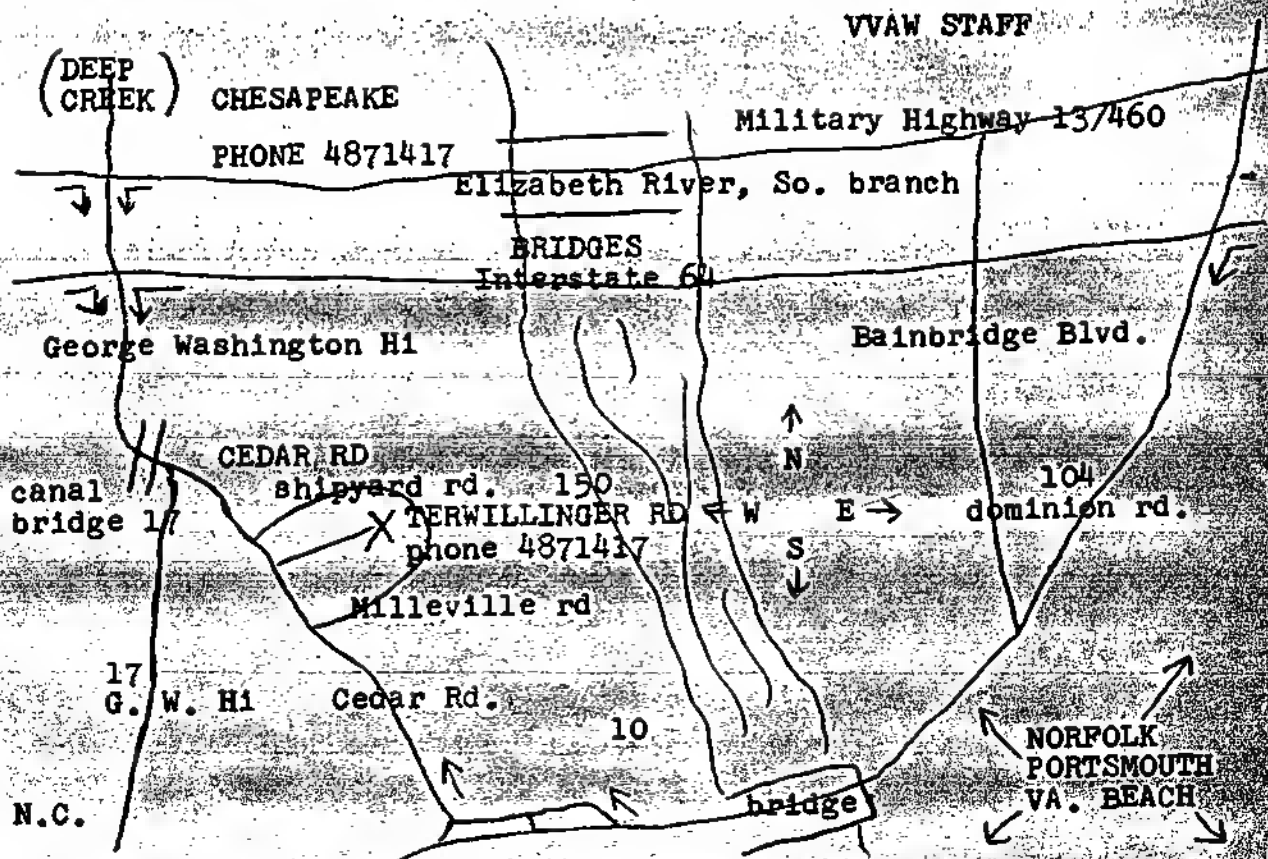 VVAW STAFF
(DEEP
CREEK)
CHESAPEAKE
Military Highway 13/460
PHONE 4871417
Elizabeth River, So. branch
BRIDGES
Interstate 64
George Washington Hi
Bainbridge Blvd.
N
CEDAR RD
shipyard rd. 150
104
canal
bridge 17
TERWILLINGER RD
W
E
dominion rd.
phone 4871417
S
Milleville rd
17
G. W. Hi
Cedar Rd.
10
NORFOLK
PORTSMOUTH
VA. BEACH
bridge
N.C.